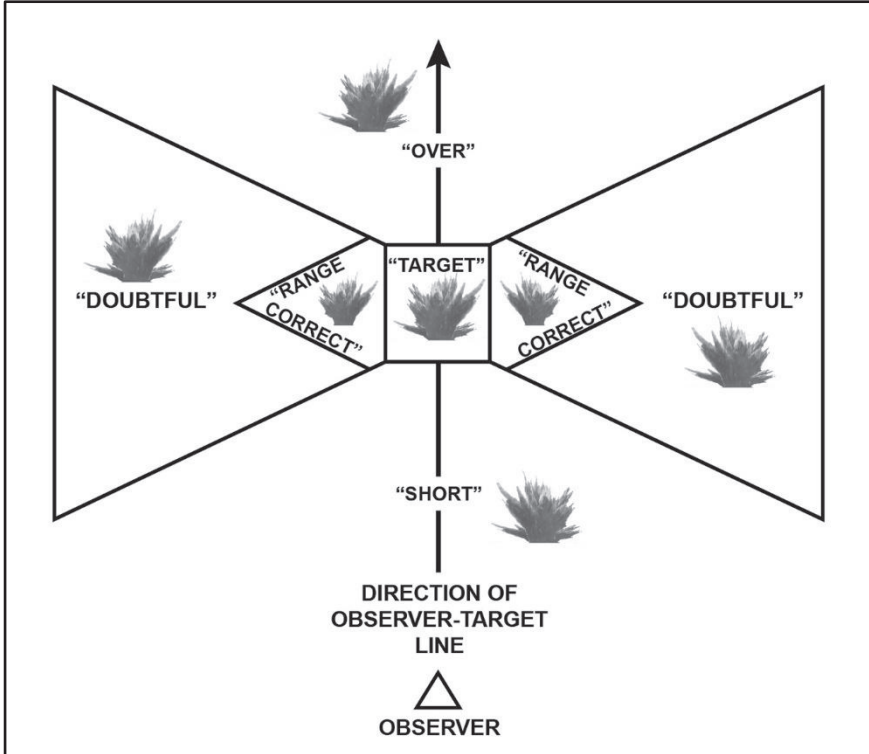 “OVER”
“TARGET”
“RANGE
CORRECT”
“RANGE
CORRECT”
“DOUBTFUL”
“DOUBTFUL”
“SHORT”
DIRECTION OF
OBSERVER-TARGET
LINE
OBSERVER